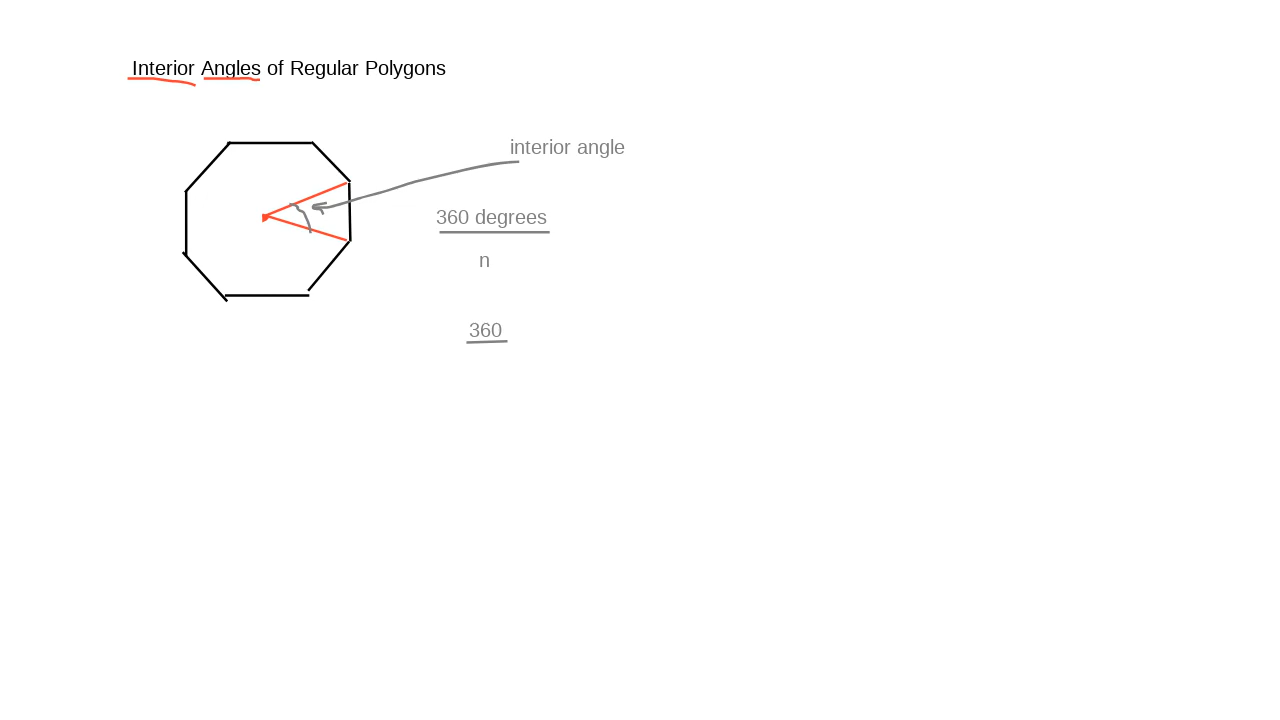 Interior Angles of Regular Polygons
interior angle
360 degrees
n
360